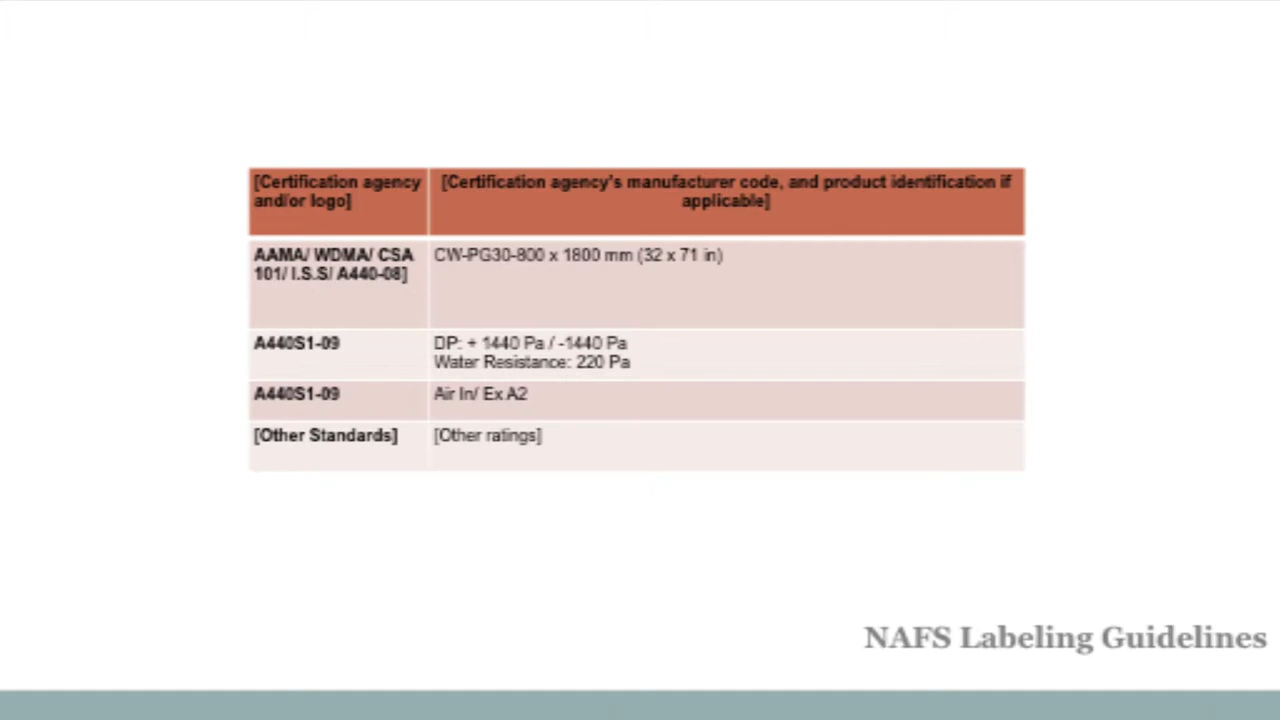 [Certification agency and/or logo]
[Certification agency's manufacturer code, and product identification if applicable]
AAMA/ WDMA/ CSA 101/ I.S.S/ A440-08]
CW-PG30-800 x 1800 mm (32 x 71 in)
A440S1-09
DP: + 1440 Pa / -1440 Pa
Water Resistance: 220 Pa
A440S1-09
Air In/ Ex A2
[Other Standards]
[Other ratings]
NAFS Labeling Guidelines